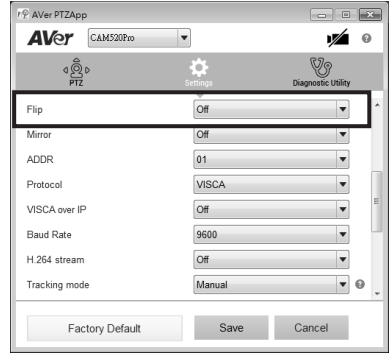 AVer PTZApp
AVer CAM520Pro
PTZ Settings Diagnostic Utility
Flip Off
Mirror Off
ADDR 01
Protocol VISCA
VISCA over IP Off
Baud Rate 9600
H.264 stream Off
Tracking mode Manual ?
Factory Default Save Cancel